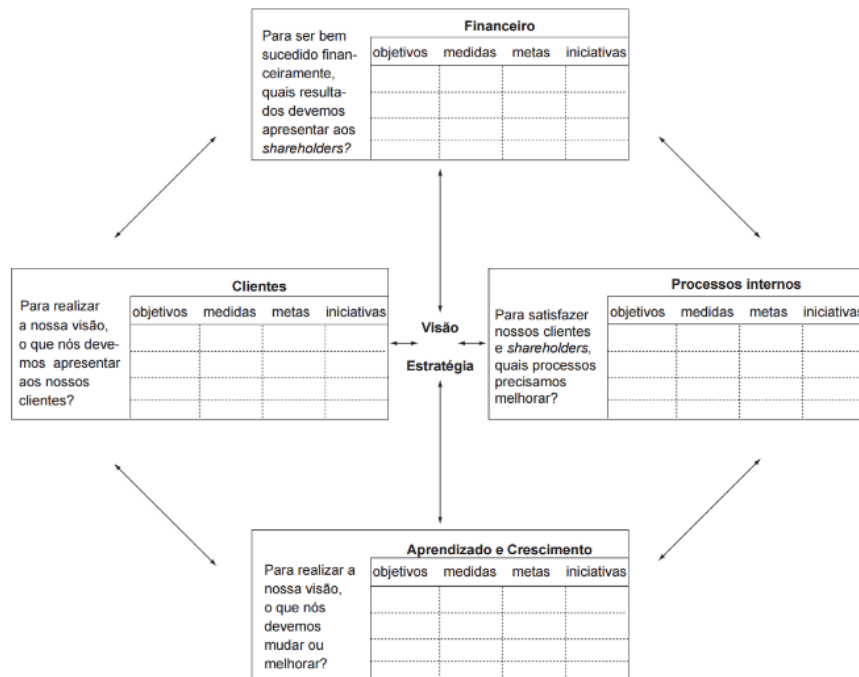 Financeiro
Para ser bem
sucedido finan-
ceiramente,
quais resulta-
dos devemos
apresentar aos
shareholders?
objetivos medidas metas iniciativas
Clientes
Para realizar
a nossa visão,
o que nós deve-
mos apresentar
aos nossos
clientes?
objetivos medidas metas iniciativas
Visão
Estratégia
Processos internos
Para satisfazer
nossos clientes
e shareholders,
quais processos
precisamos
melhorar?
objetivos medidas metas iniciativas
Aprendizado e Crescimento
Para realizar a
nossa visão,
o que nós
devemos
mudar ou
melhorar?
objetivos medidas metas iniciativas